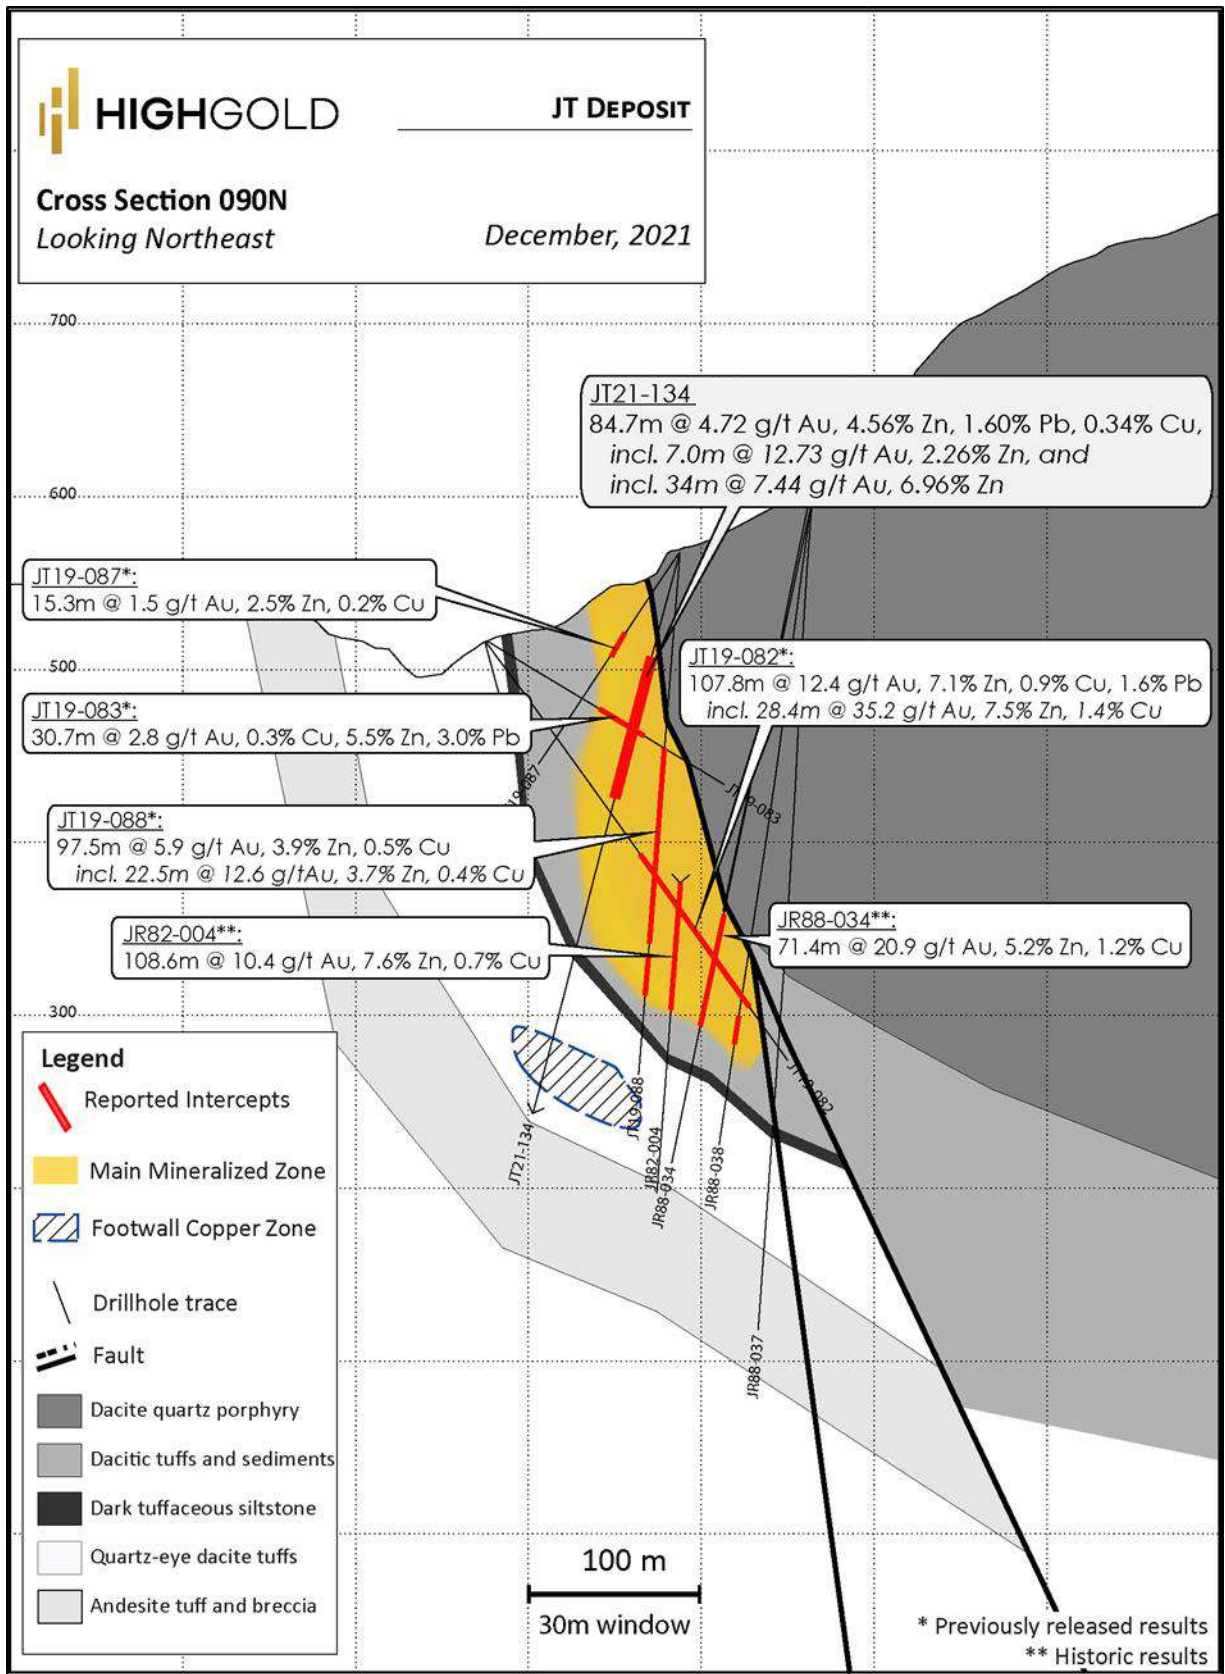 HIGHGOLD
JT DEPOSIT
Cross Section 090N
Looking Northeast
December, 2021
700
600
500
300
JT21-134
84.7m @ 4.72 g/t Au, 4.56% Zn, 1.60% Pb, 0.34% Cu,
incl. 7.0m @ 12.73 g/t Au, 2.26% Zn, and
incl. 34m @ 7.44 g/t Au, 6.96% Zn
JT19-087*:
15.3m @ 1.5 g/t Au, 2.5% Zn, 0.2% Cu
JT19-082*:
107.8m @ 12.4 g/t Au, 7.1% Zn, 0.9% Cu, 1.6% Pb
incl. 28.4m @ 35.2 g/t Au, 7.5% Zn, 1.4% Cu
JT19-083*:
30.7m @ 2.8 g/t Au, 0.3% Cu, 5.5% Zn, 3.0% Pb
19-087
JT19-083
JT19-088*:
97.5m @ 5.9 g/t Au, 3.9% Zn, 0.5% Cu
incl. 22.5m @ 12.6 g/tAu, 3.7% Zn, 0.4% Cu
JR82-004**:
108.6m @ 10.4 g/t Au, 7.6% Zn, 0.7% Cu
JR88-034**:
71.4m @ 20.9 g/t Au, 5.2% Zn, 1.2% Cu
JT19-082
JT19-088
JT21-134
JR82-004
JR88-034
JR88-038
JR88-037
Legend
Reported Intercepts
Main Mineralized Zone
Footwall Copper Zone
Drillhole trace
Fault
Dacite quartz porphyry
Dacitic tuffs and sediments
Dark tuffaceous siltstone
Quartz-eye dacite tuffs
Andesite tuff and breccia
100 m
30m window
* Previously released results
** Historic results